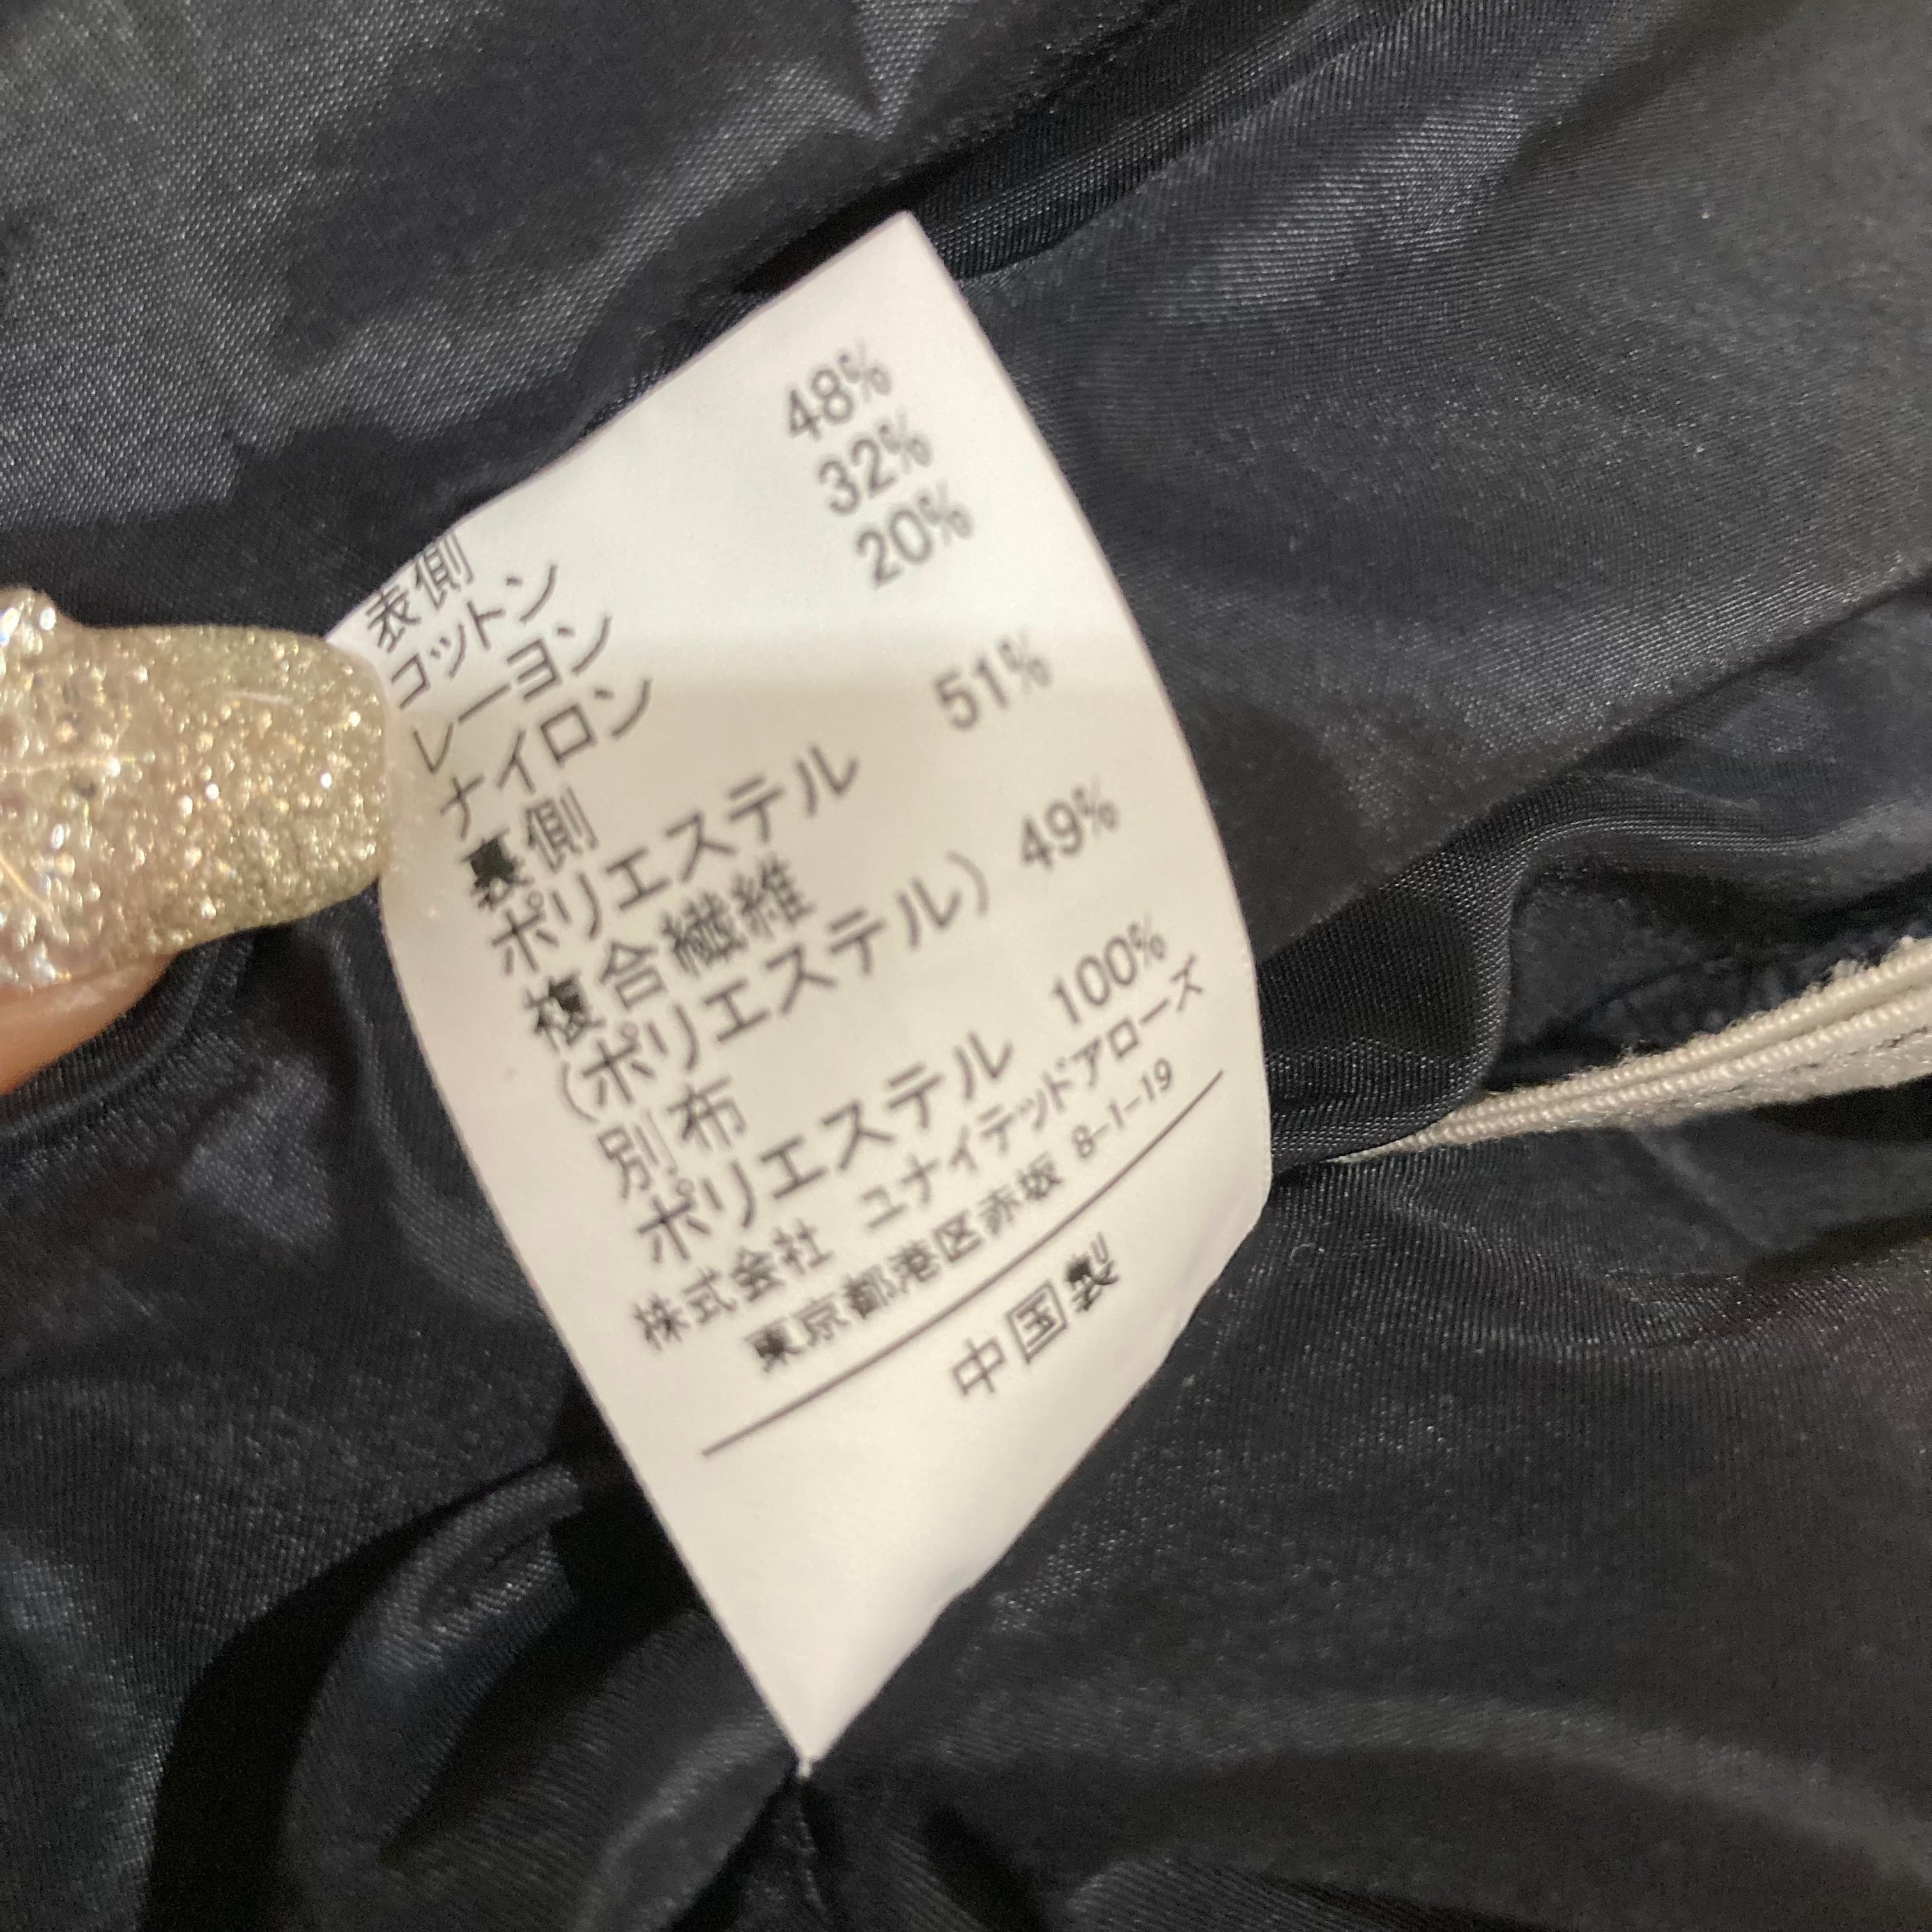 表側
コットン 48%
レーヨン 32%
ナイロン 20%
裏側
ポリエステル 51%
複合繊維
(ポリエステル) 49%
別布
ポリエステル 100%
株式会社 ユナイテッドアローズ
東京都港区赤坂 8-1-19
中国製